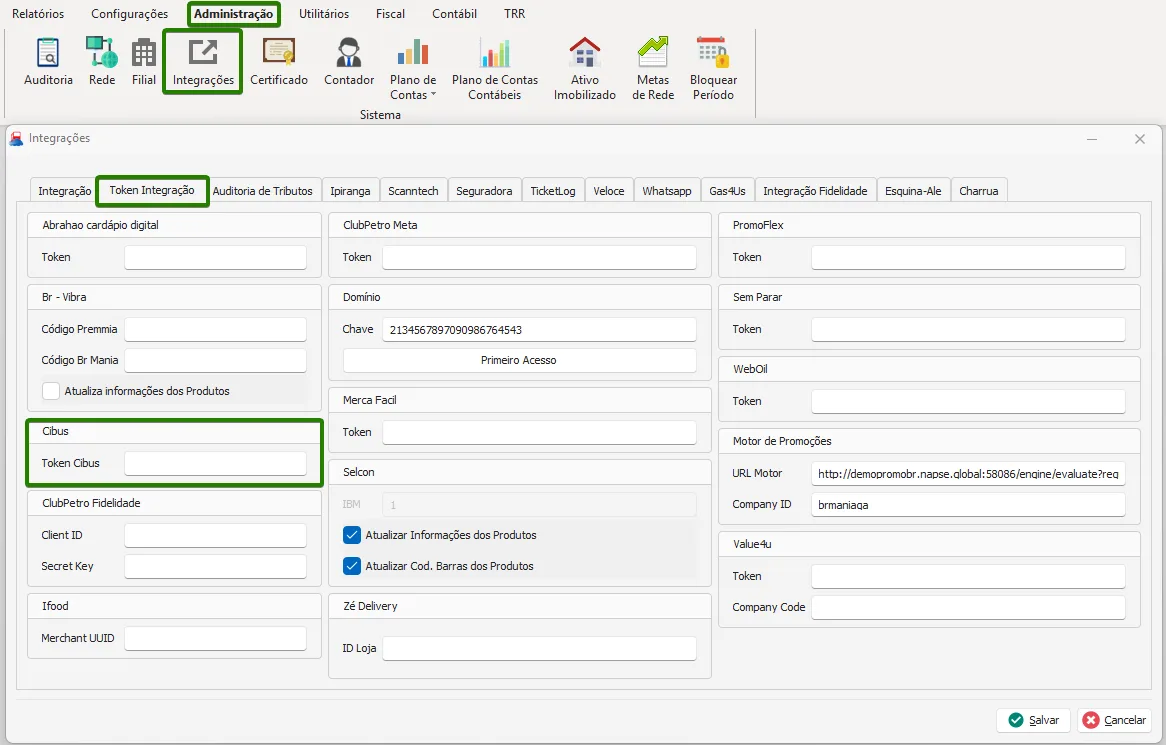 Relatórios Configurações Administração Utilitários Fiscal Contábil TRR
Auditoria Rede Filial Integrações Certificado Contador Plano de Contas Plano de Contas Contábeis Ativo Imobilizado Metas de Rede Bloquear Período
Sistema
Integrações
Integração Token Integração Auditoria de Tributos Ipiranga Scanntech Seguradora TicketLog Veloce Whatsapp Gas4Us Integração Fidelidade Esquina-Ale Charrua
Abrahao cardápio digital
Token
Br - Vibra
Código Premmia
Código Br Mania
Atualiza informações dos Produtos
Cibus
Token Cibus
ClubPetro Fidelidade
Client ID
Secret Key
Ifood
Merchant UUID
ClubPetro Meta
Token
Domínio
Chave 2134567897090986764543
Primeiro Acesso
Merca Facil
Token
Selcon
IBM 1
Atualizar Informações dos Produtos
Atualizar Cod. Barras dos Produtos
Zé Delivery
ID Loja
PromoFlex
Token
Sem Parar
Token
WebOil
Token
Motor de Promoções
URL Motor http://demopromobr.napse.global:58086/engine/evaluate?req
Company ID brmaniaqa
Value4u
Token
Company Code
Salvar Cancelar